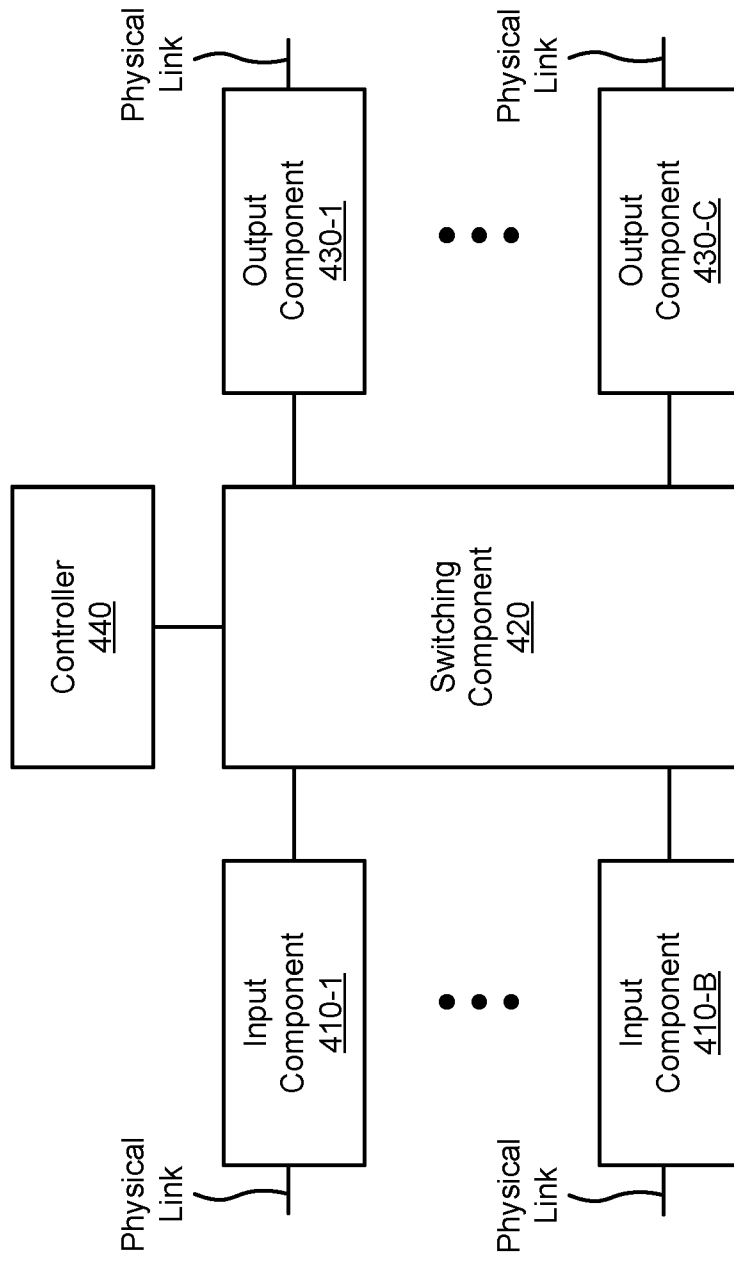 Controller
440
Physical
Link
Input
Component
410-1
Physical
Link
Input
Component
410-B
Switching
Component
420
Output
Component
430-1
Physical
Link
Output
Component
430-C
Physical
Link